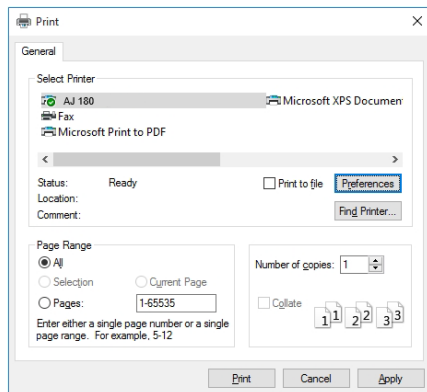 Print
General
Select Printer
AJ 180
Microsoft XPS Documen
Fax
Microsoft Print to PDF
Status: Ready
Print to file
Preferences
Location:
Comment:
Find Printer...
Page Range
All
Selection
Current Page
Pages: 1-65535
Enter either a single page number or a single
page range. For example, 5-12
Number of copies: 1
Collate
1 1 2 2 3 3
Print Cancel Apply